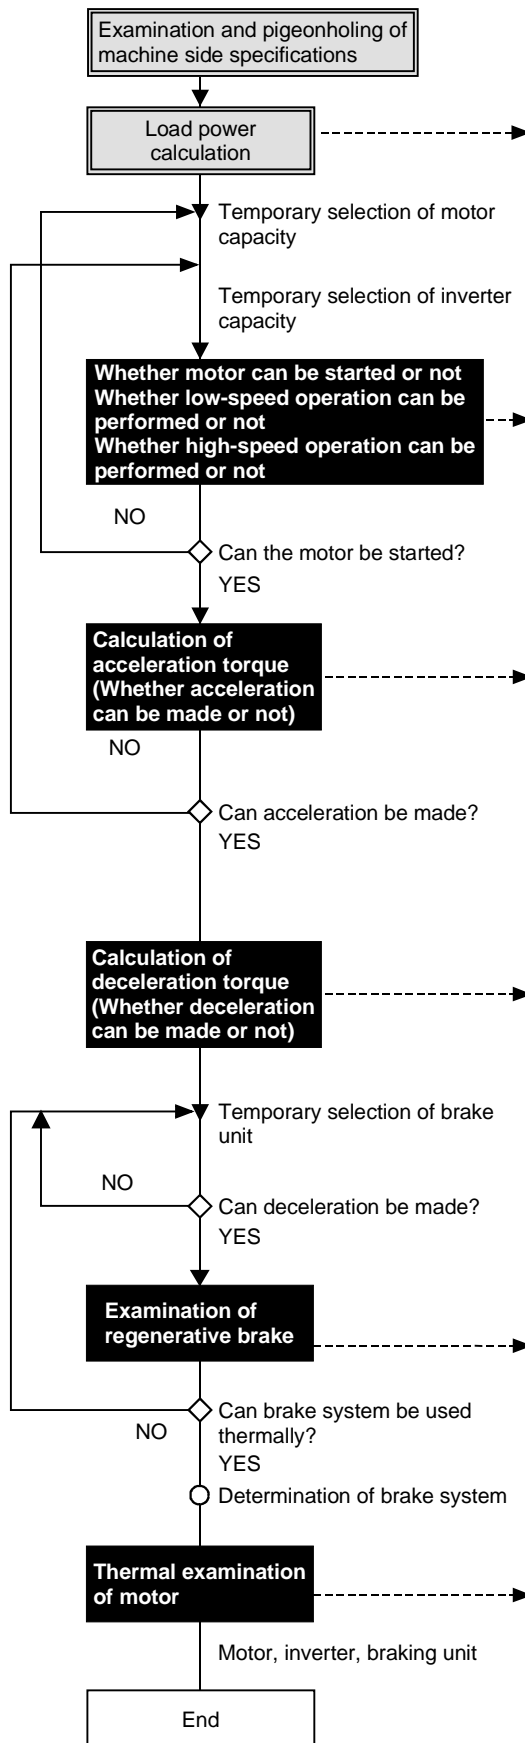 Examination and pigeonholing of
machine side specifications
Load power
calculation
Temporary selection of motor
capacity
Temporary selection of inverter
capacity
Whether motor can be started or not
Whether low-speed operation can be
performed or not
Whether high-speed operation can be
performed or not
NO
Can the motor be started?
YES
Calculation of
acceleration torque
(Whether acceleration
can be made or not)
NO
Can acceleration be made?
YES
Calculation of
deceleration torque
(Whether deceleration
can be made or not)
Temporary selection of brake
unit
NO
Can deceleration be made?
YES
Examination of
regenerative brake
Can brake system be used
NO
thermally?
YES
Determination of brake system
Thermal examination
of motor
Motor, inverter, braking unit
End